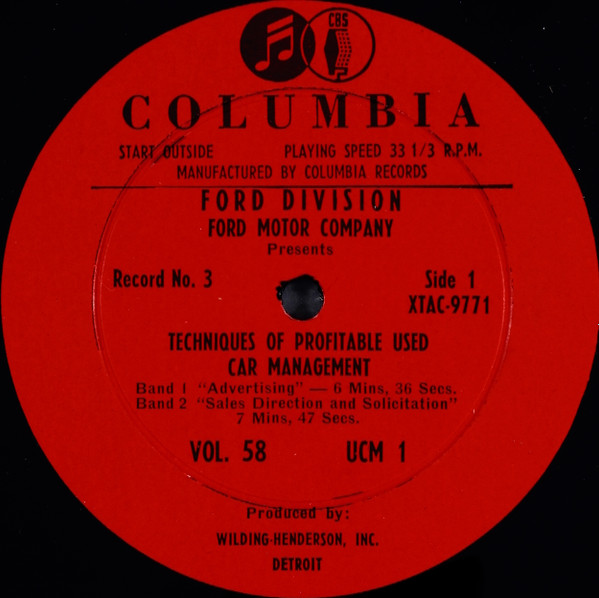 CBS
COLUMBIA
START OUTSIDE PLAYING SPEED 33 1/3 R.P.M.
MANUFACTURED BY COLUMBIA RECORDS
FORD DIVISION
FORD MOTOR COMPANY
Presents
Record No. 3 Side 1
XTAC-9771
TECHNIQUES OF PROFITABLE USED
CAR MANAGEMENT
Band 1 "Advertising" — 6 Mins, 36 Secs.
Band 2 "Sales Direction and Solicitation"
7 Mins, 47 Secs.
VOL. 58 UCM 1
Produced by:
WILDING-HENDERSON, INC.
DETROIT